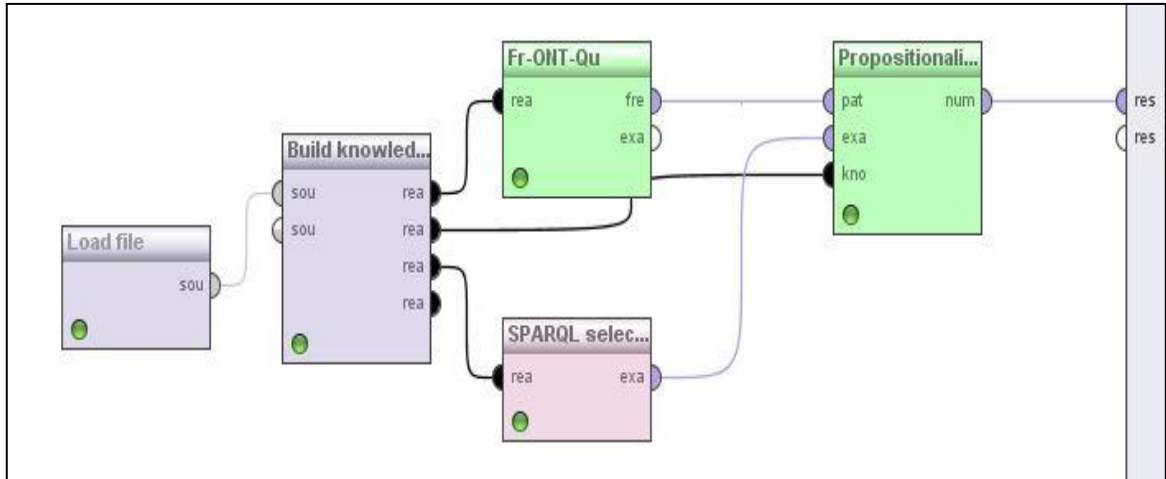 Fr-ONT-Qu
rea fre
exa
Propositionali...
pat num
exa
kno
res
res
Build knowled...
sou rea
sou rea
rea
rea
Load file
sou
SPARQL selec...
rea exa